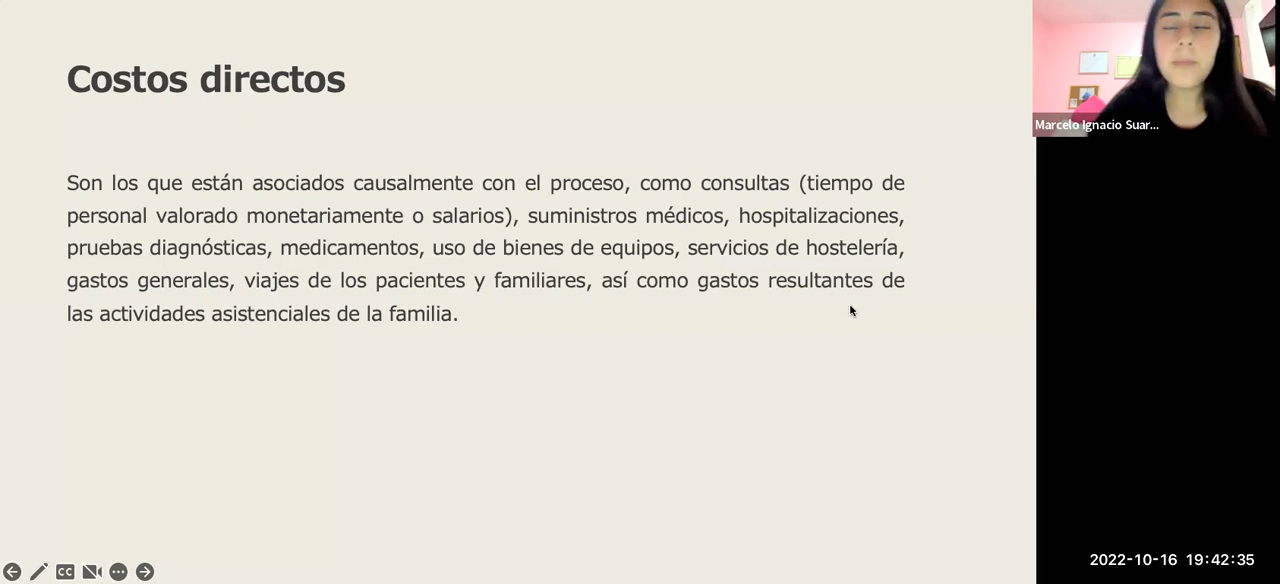 Costos directos
Son los que están asociados causalmente con el proceso, como consultas (tiempo de
personal valorado monetariamente o salarios), suministros médicos, hospitalizaciones,
pruebas diagnósticas, medicamentos, uso de bienes de equipos, servicios de hostelería,
gastos generales, viajes de los pacientes y familiares, así como gastos resultantes de
las actividades asistenciales de la familia.
Marcelo Ignacio Suar...
CC
2022-10-16 19:42:35